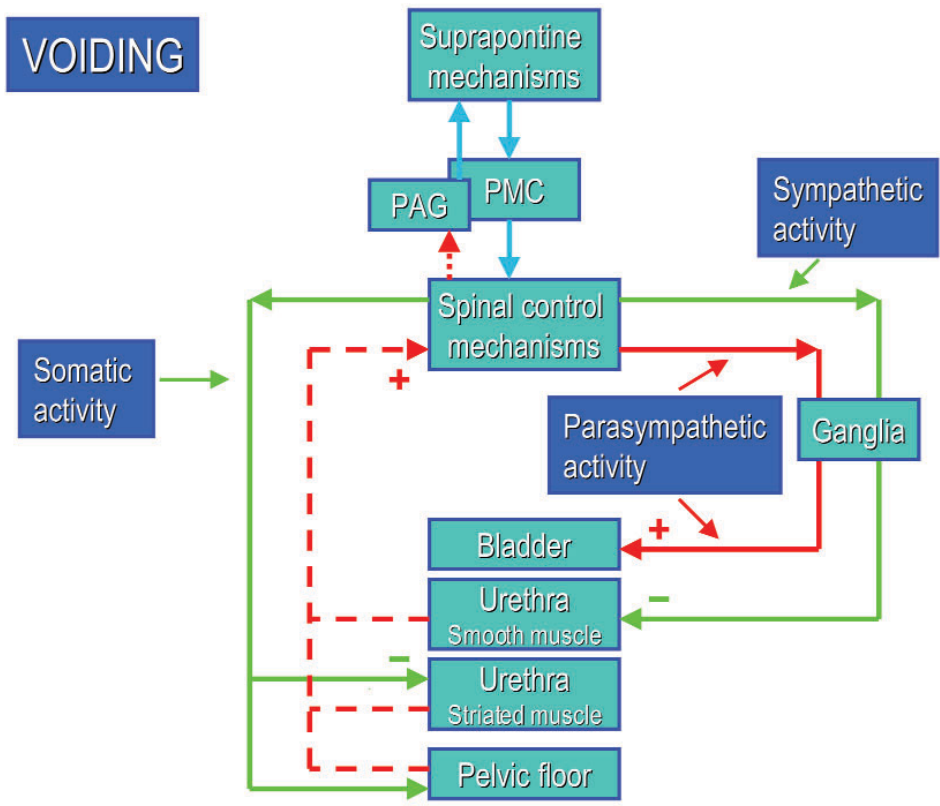 VOIDING
Suprapontine
mechanisms
PAG
PMC
Sympathetic
activity
Spinal control
mechanisms
+
Somatic
activity
Parasympathetic
activity
Ganglia
+
Bladder
−
Urethra
Smooth muscle
−
Urethra
Striated muscle
Pelvic floor